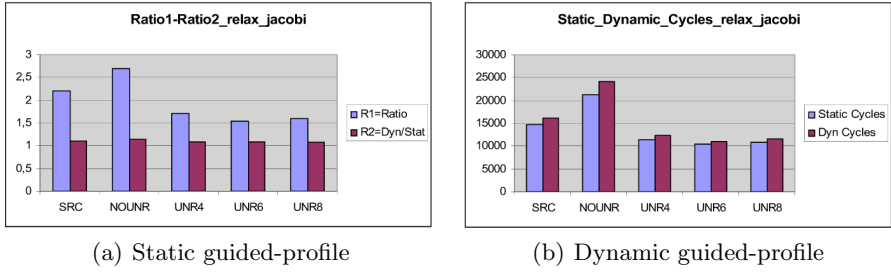 Ratio1-Ratio2_relax_jacobi
3
2,5
2
1,5
1
0,5
0
SRC NOUNR UNR4 UNR6 UNR8
R1=Ratio
R2=Dyn/Stat
(a) Static guided-profile
Static_Dynamic_Cycles_relax_jacobi
30000
25000
20000
15000
10000
5000
0
SRC NOUNR UNR4 UNR6 UNR8
Static Cycles
Dyn Cycles
(b) Dynamic guided-profile